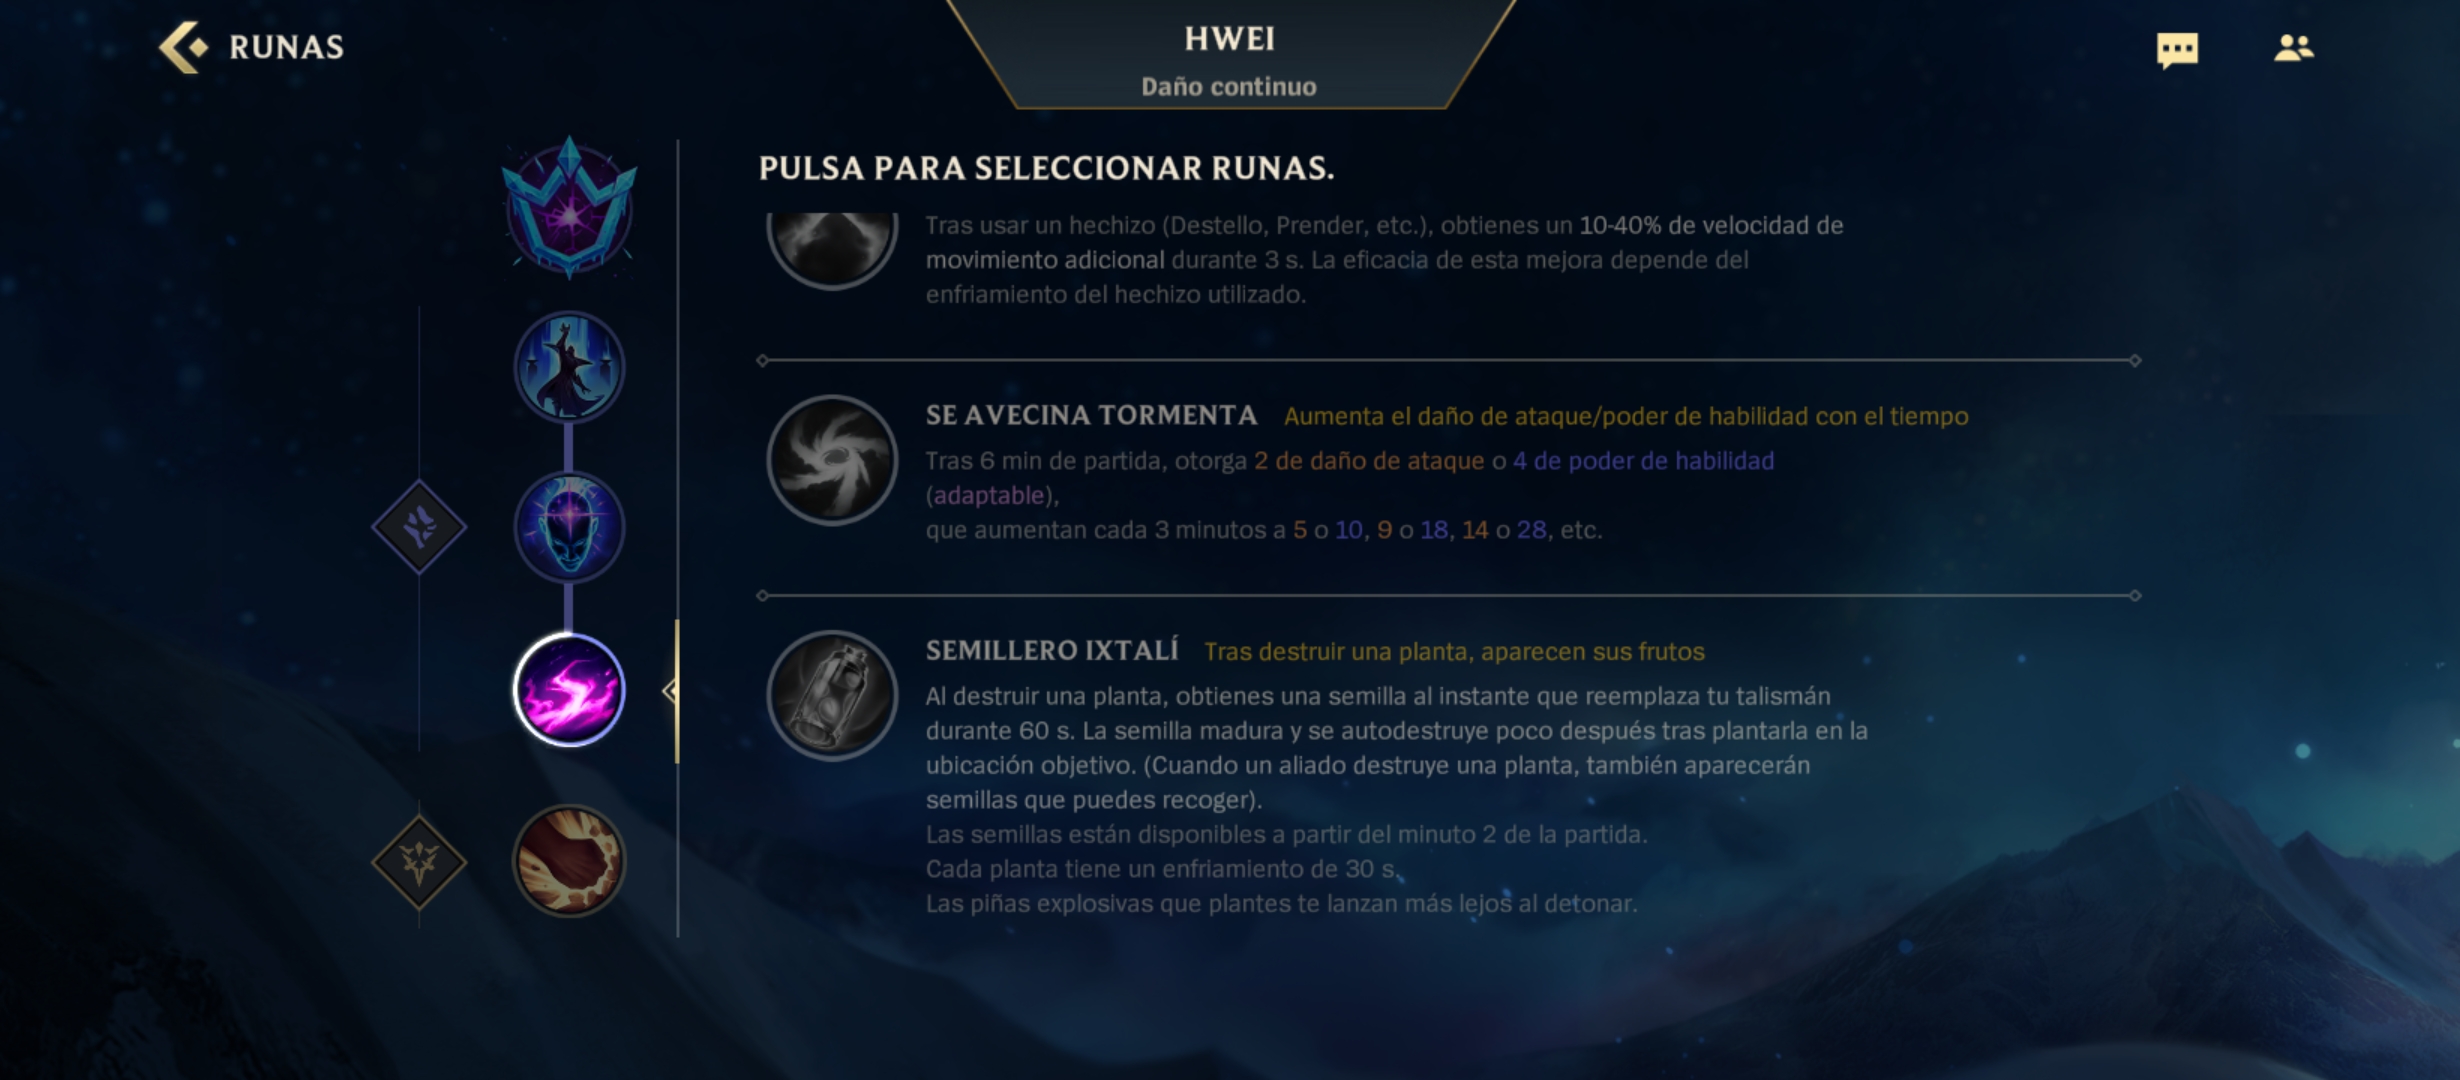 RUNAS
HWEI
Daño continuo
PULSA PARA SELECCIONAR RUNAS.
Tras usar un hechizo (Destello, Prender, etc.), obtienes un 10-40% de velocidad de
movimiento adicional durante 3 s. La eficacia de esta mejora depende del
enfriamiento del hechizo utilizado.
SE AVECINA TORMENTA Aumenta el daño de ataque/poder de habilidad con el tiempo
Tras 6 min de partida, otorga 2 de daño de ataque o 4 de poder de habilidad
(adaptable),
que aumentan cada 3 minutos a 5 o 10, 9 o 18, 14 o 28, etc.
SEMILLERO IXTALÍ Tras destruir una planta, aparecen sus frutos
Al destruir una planta, obtienes una semilla al instante que reemplaza tu talismán
durante 60 s. La semilla madura y se autodestruye poco después tras plantarla en la
ubicación objetivo. (Cuando un aliado destruye una planta, también aparecerán
semillas que puedes recoger).
Las semillas están disponibles a partir del minuto 2 de la partida.
Cada planta tiene un enfriamiento de 30 s.
Las piñas explosivas que plantes te lanzan más lejos al detonar.